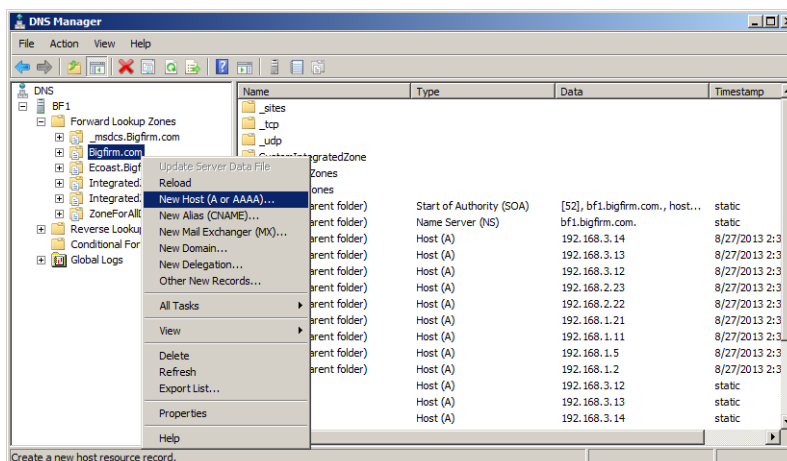 DNS Manager
File Action View Help
DNS
BF1
Forward Lookup Zones
_msdcs.Bigfirm.com
Bigfirm.com
Ecoast.Bigf
Integrated
Integrated
ZoneForAllD
Reverse Looku
Conditional For
Global Logs
Update Server Data File
Reload
New Host (A or AAAA)...
New Alias (CNAME)...
New Mail Exchanger (MX)...
New Domain...
New Delegation...
Other New Records...
All Tasks
View
Delete
Refresh
Export List...
Properties
Help
Name Type Data Timestamp
_sites
_tcp
_udp
CustomIntegratedZone
Zones
ones
arent folder) Start of Authority (SOA) [52], bf1.bigfirm.com., host... static
arent folder) Name Server (NS) bf1.bigfirm.com. static
arent folder) Host (A) 192.168.3.14 8/27/2013 2:3
arent folder) Host (A) 192.168.3.13 8/27/2013 2:3
arent folder) Host (A) 192.168.3.12 8/27/2013 2:3
arent folder) Host (A) 192.168.2.23 8/27/2013 2:3
arent folder) Host (A) 192.168.2.22 8/27/2013 2:3
arent folder) Host (A) 192.168.1.21 8/27/2013 2:3
arent folder) Host (A) 192.168.1.11 8/27/2013 2:3
arent folder) Host (A) 192.168.1.5 8/27/2013 2:3
arent folder) Host (A) 192.168.1.2 8/27/2013 2:3
Host (A) 192.168.3.12 static
Host (A) 192.168.3.13 static
Host (A) 192.168.3.14 static
Create a new host resource record.